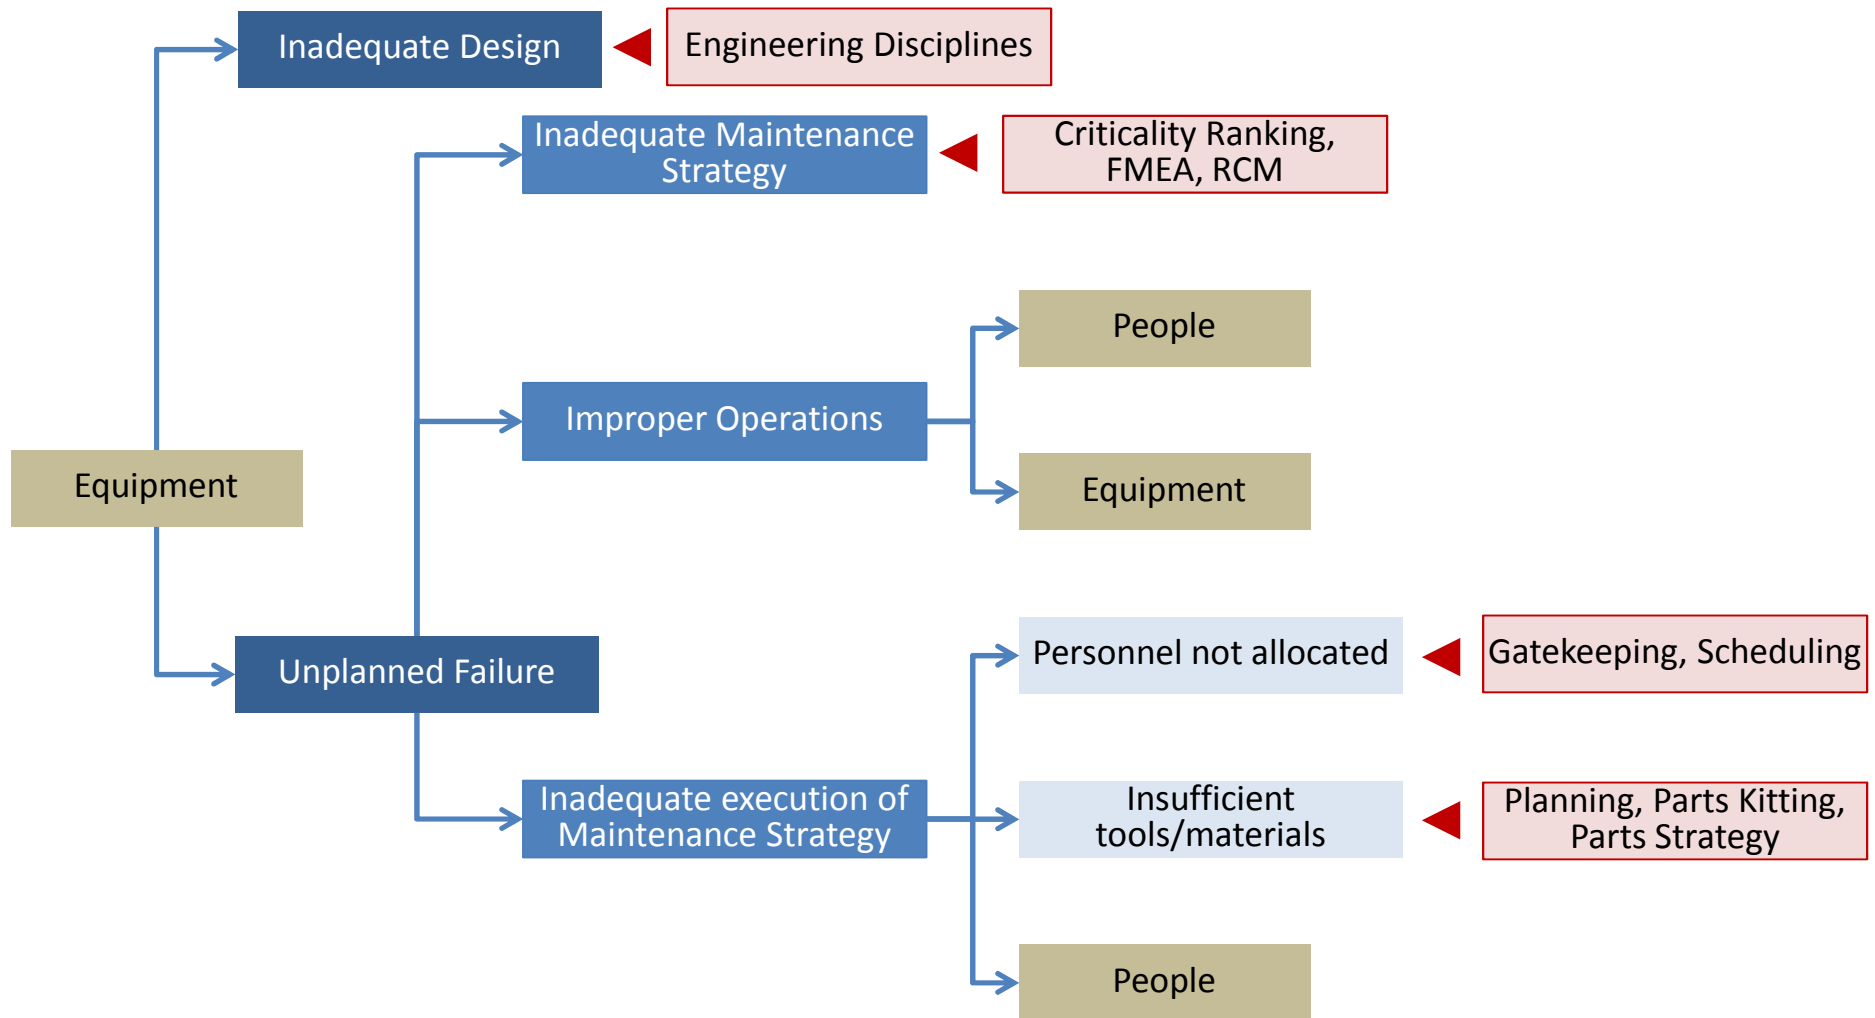 Inadequate Design
Engineering Disciplines
Inadequate Maintenance
Strategy
Criticality Ranking,
FMEA, RCM
People
Improper Operations
Equipment
Equipment
Personnel not allocated
Gatekeeping, Scheduling
Unplanned Failure
Inadequate execution of
Maintenance Strategy
Insufficient
tools/materials
Planning, Parts Kitting,
Parts Strategy
People